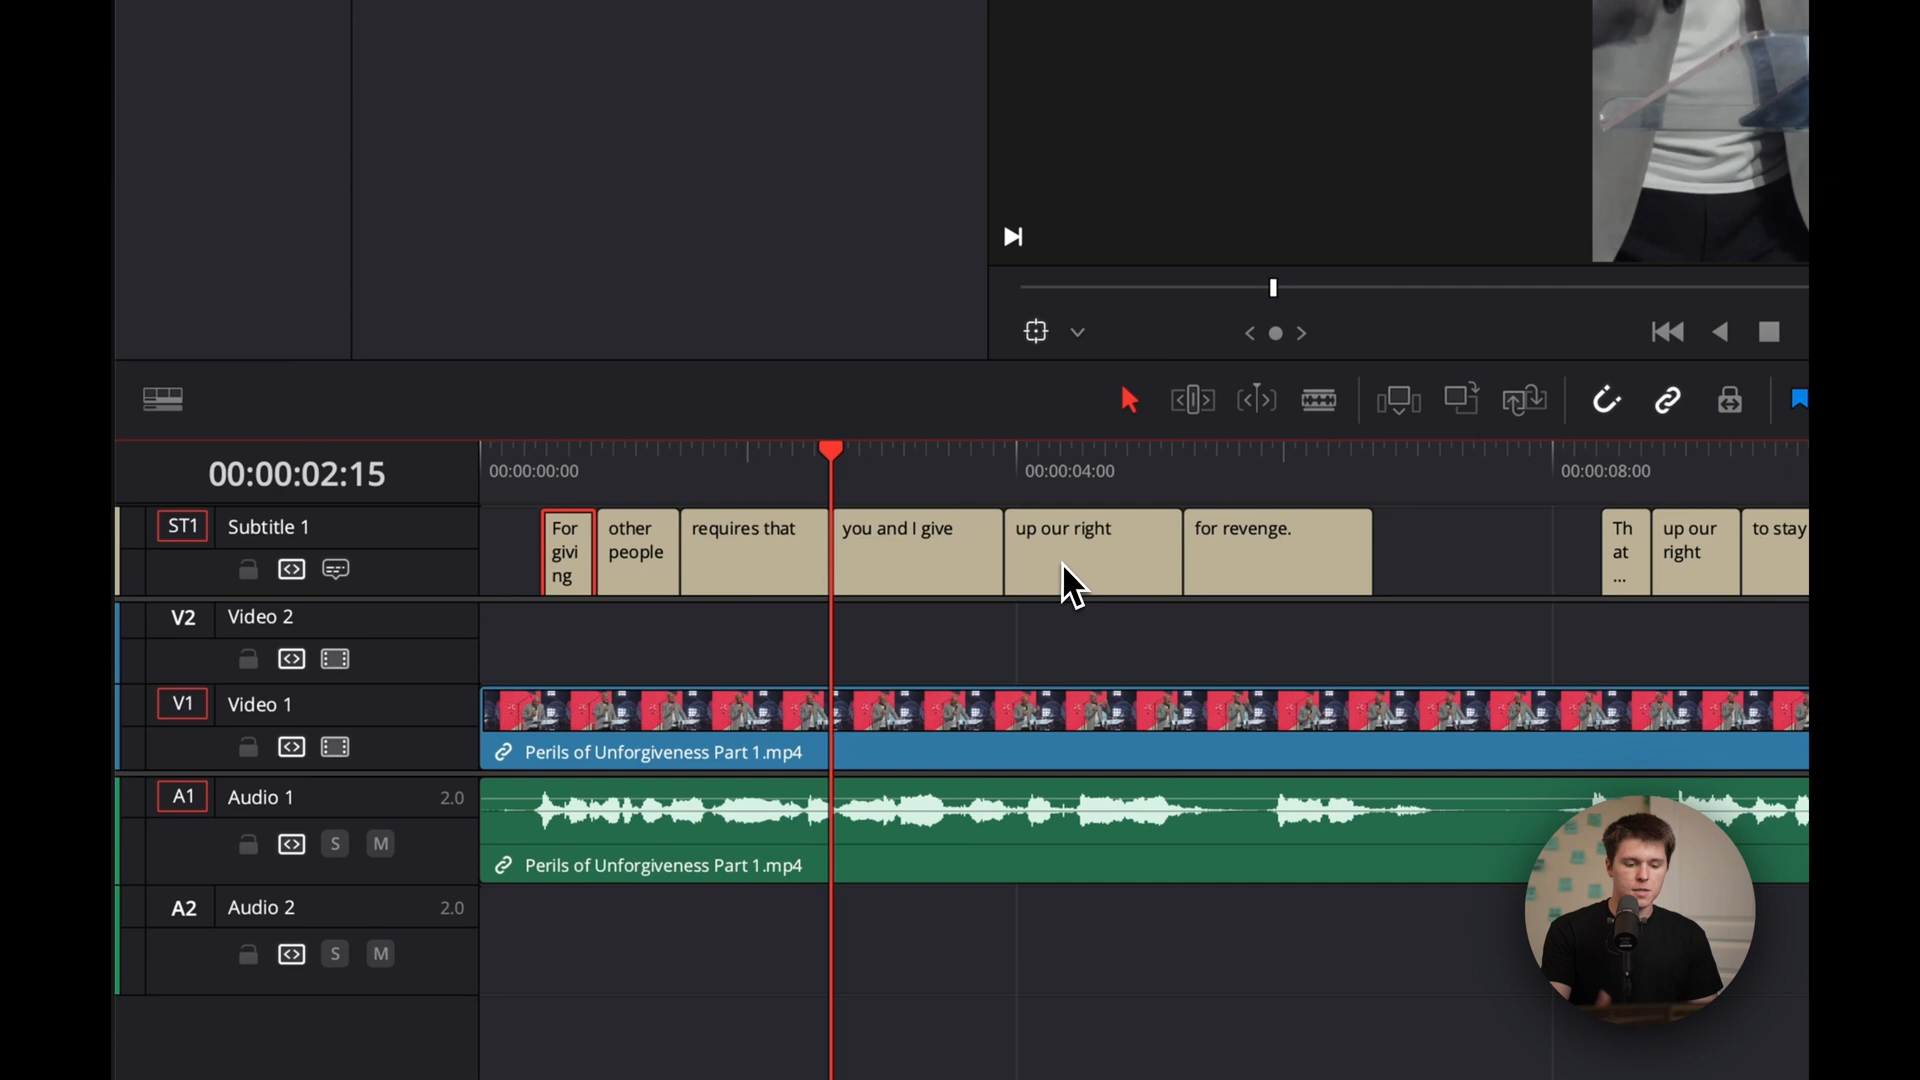 00:00:02:15
00:00:00:00
00:00:04:00
00:00:08:00
ST1 Subtitle 1
For
givi
ng
other
people
requires that
you and I give
up our right
for revenge.
Th
at
...
up our
right
to stay
V2 Video 2
V1 Video 1
Perils of Unforgiveness Part 1.mp4
A1 Audio 1 2.0
S M
Perils of Unforgiveness Part 1.mp4
A2 Audio 2 2.0
S M